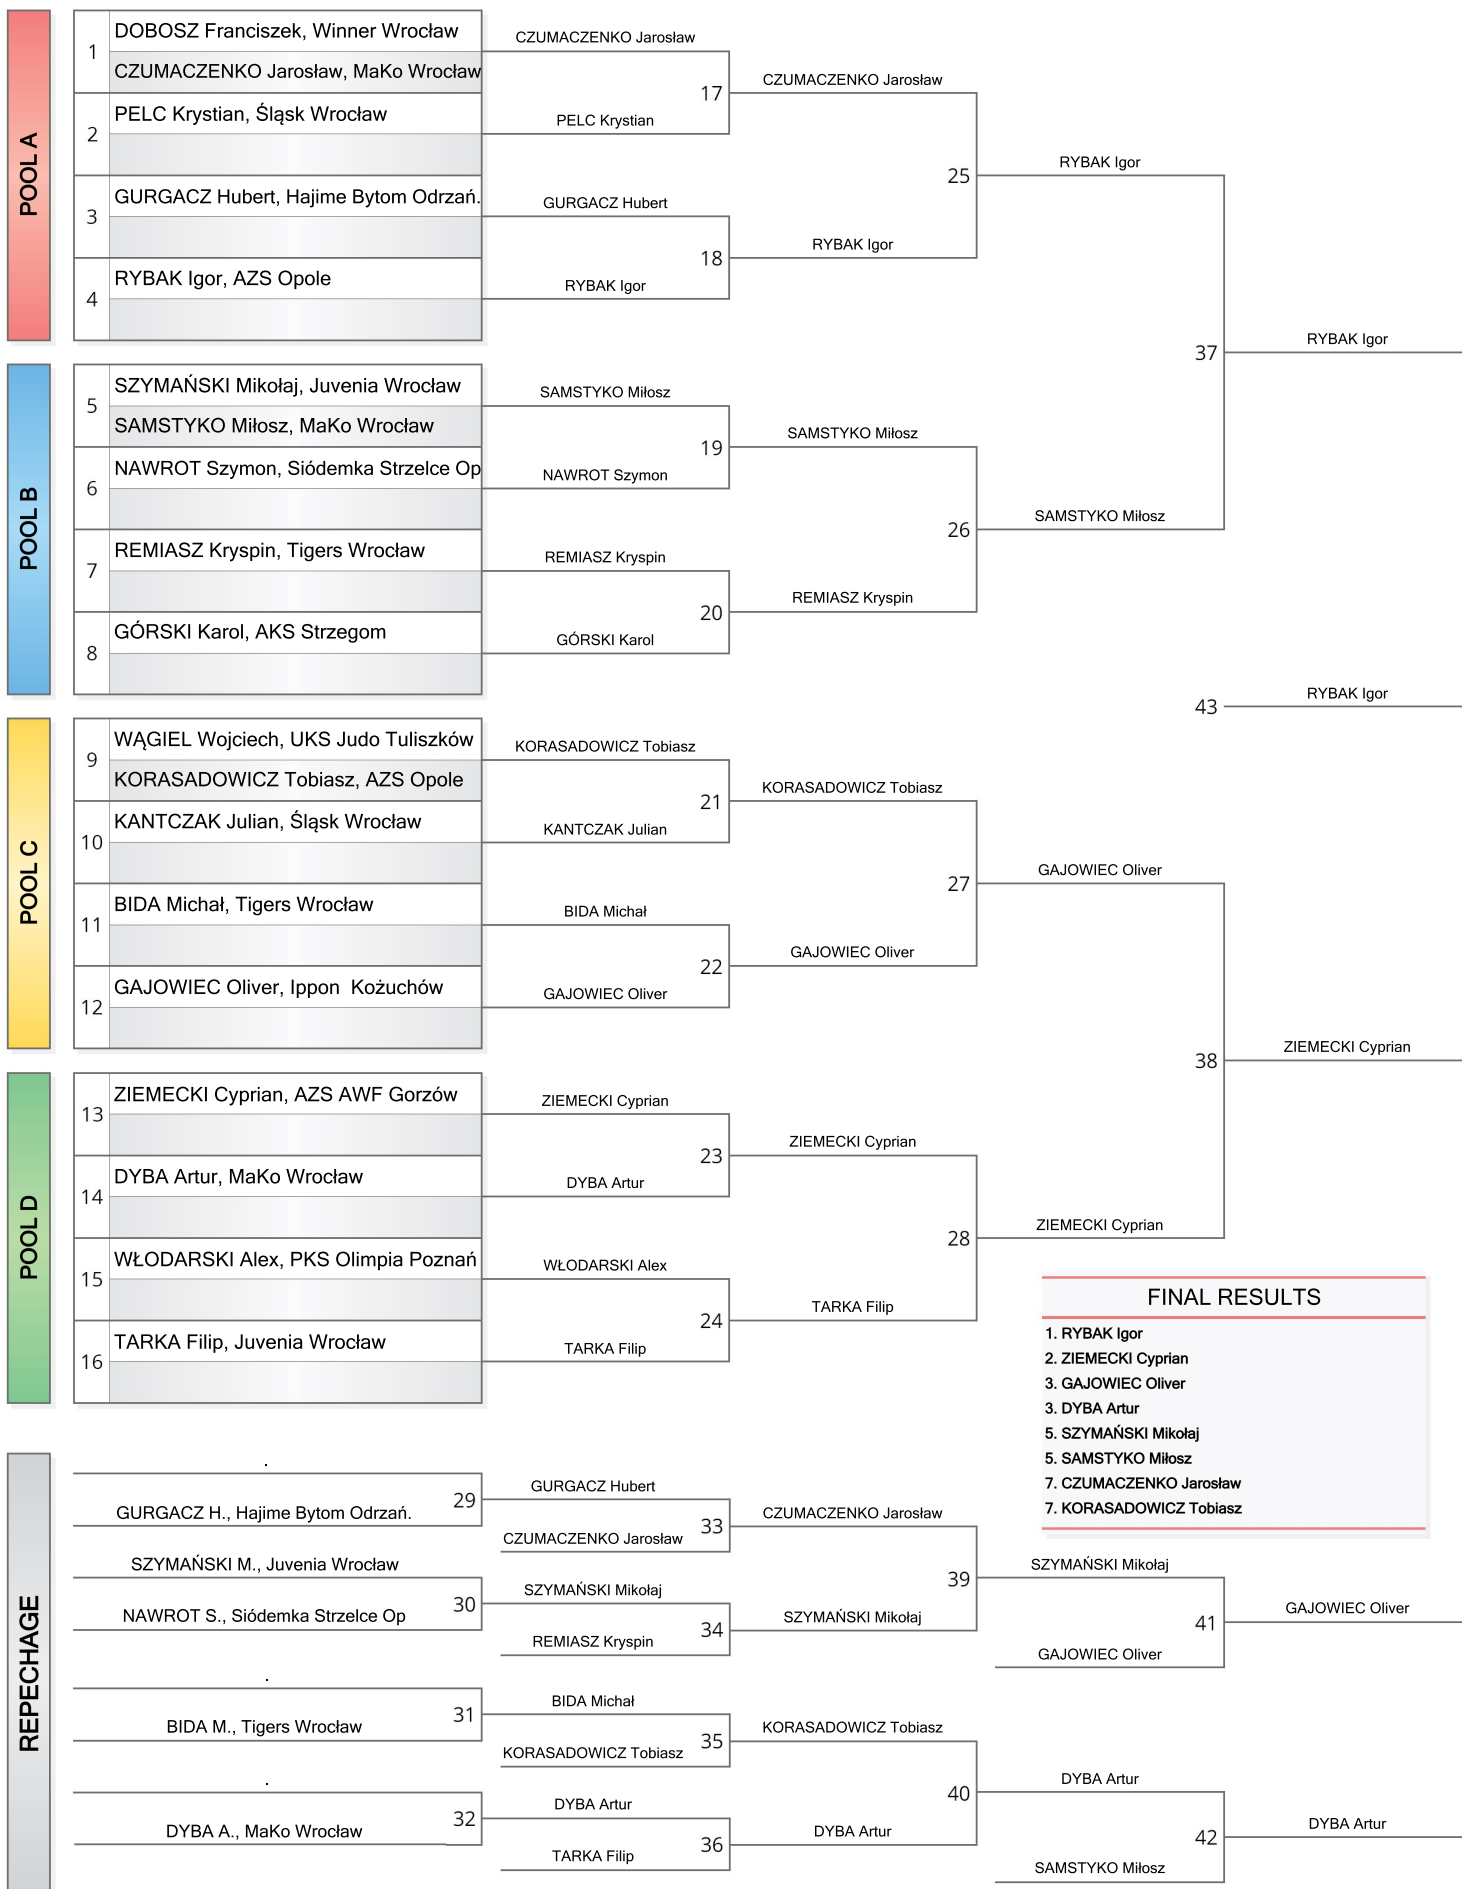 POOL A
1
DOBOSZ Franciszek, Winner Wrocław
CZUMACZENKO Jarosław, MaKo Wrocław
2
PELC Krystian, Śląsk Wrocław
3
GURGACZ Hubert, Hajime Bytom Odrzań.
4
RYBAK Igor, AZS Opole
CZUMACZENKO Jarosław
17
PELC Krystian
GURGACZ Hubert
18
RYBAK Igor
CZUMACZENKO Jarosław
25
RYBAK Igor
RYBAK Igor
POOL B
5
SZYMAŃSKI Mikołaj, Juvenia Wrocław
SAMSTYKO Miłosz, MaKo Wrocław
6
NAWROT Szymon, Siódemka Strzelce Op
7
REMIASZ Kryspin, Tigers Wrocław
8
GÓRSKI Karol, AKS Strzegom
SAMSTYKO Miłosz
19
NAWROT Szymon
REMIASZ Kryspin
20
GÓRSKI Karol
SAMSTYKO Miłosz
26
REMIASZ Kryspin
SAMSTYKO Miłosz
37
RYBAK Igor
43
RYBAK Igor
POOL C
9
WĄGIEL Wojciech, UKS Judo Tuliszków
KORASADOWICZ Tobiasz, AZS Opole
10
KANTCZAK Julian, Śląsk Wrocław
11
BIDA Michał, Tigers Wrocław
12
GAJOWIEC Oliver, Ippon  Kożuchów
KORASADOWICZ Tobiasz
21
KANTCZAK Julian
BIDA Michał
22
GAJOWIEC Oliver
KORASADOWICZ Tobiasz
27
GAJOWIEC Oliver
GAJOWIEC Oliver
POOL D
13
ZIEMECKI Cyprian, AZS AWF Gorzów
14
DYBA Artur, MaKo Wrocław
15
WŁODARSKI Alex, PKS Olimpia Poznań
16
TARKA Filip, Juvenia Wrocław
ZIEMECKI Cyprian
23
DYBA Artur
WŁODARSKI Alex
24
TARKA Filip
ZIEMECKI Cyprian
28
TARKA Filip
ZIEMECKI Cyprian
38
ZIEMECKI Cyprian
FINAL RESULTS
1. RYBAK Igor
2. ZIEMECKI Cyprian
3. GAJOWIEC Oliver
3. DYBA Artur
5. SZYMAŃSKI Mikołaj
5. SAMSTYKO Miłosz
7. CZUMACZENKO Jarosław
7. KORASADOWICZ Tobiasz
REPECHAGE
.
29
GURGACZ H., Hajime Bytom Odrzań.
SZYMAŃSKI M., Juvenia Wrocław
30
NAWROT S., Siódemka Strzelce Op
.
31
BIDA M., Tigers Wrocław
.
32
DYBA A., MaKo Wrocław
GURGACZ Hubert
33
CZUMACZENKO Jarosław
SZYMAŃSKI Mikołaj
34
REMIASZ Kryspin
BIDA Michał
35
KORASADOWICZ Tobiasz
DYBA Artur
36
TARKA Filip
CZUMACZENKO Jarosław
39
SZYMAŃSKI Mikołaj
KORASADOWICZ Tobiasz
40
DYBA Artur
SZYMAŃSKI Mikołaj
41
GAJOWIEC Oliver
GAJOWIEC Oliver
DYBA Artur
42
SAMSTYKO Miłosz
DYBA Artur